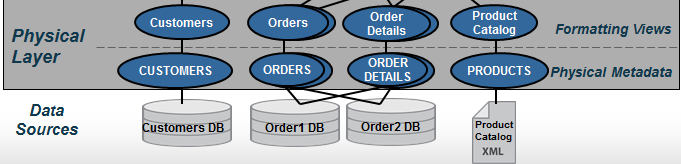 Customers
Orders
Order
Details
Product
Catalog
Formatting Views
Physical
Layer
CUSTOMERS
ORDERS
ORDER
DETAILS
PRODUCTS
Physical Metadata
Data
Sources
Customers DB
Order1 DB
Order2 DB
Product
Catalog
XML